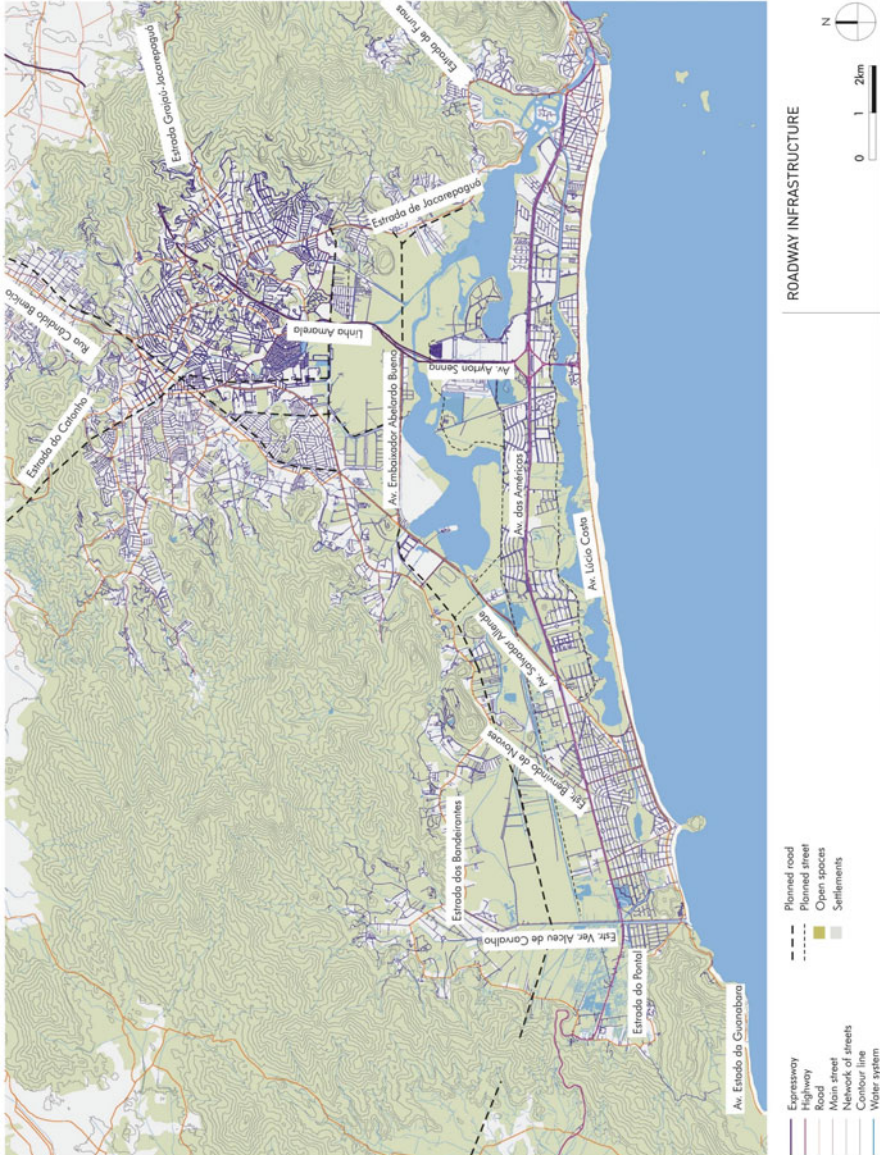 Estrada Grajaú-Jacarepaguá
Estrada de Furnas
Rua Cândido Benício
Estrada do Catonho
Estrada de Jacarepaguá
Linha Amarela
Av. Embaixador Abelardo Bueno
Av. Ayrton Senna
Av. das Américas
Av. Lúcio Costa
Av. Salvador Allende
Estr. Benvindo de Novaes
Estrada dos Bandeirantes
Estr. Ver. Alceu de Carvalho
Estrada do Pontal
Av. Estado da Guanabara
Expressway
Highway
Road
Main street
Network of streets
Contour line
Water system
Planned road
Planned street
Open spaces
Settlements
ROADWAY INFRASTRUCTURE
0 1 2km
N